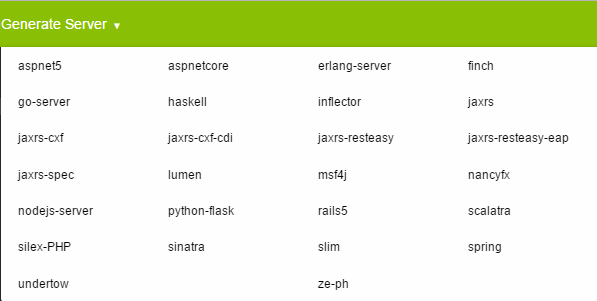 Generate Server ▼
aspnet5 aspnetcore erlang-server finch
go-server haskell inflector jaxrs
jaxrs-cxf jaxrs-cxf-cdi jaxrs-resteasy jaxrs-resteasy-eap
jaxrs-spec lumen msf4j nancyfx
nodejs-server python-flask rails5 scalatra
silex-PHP sinatra slim spring
undertow ze-ph